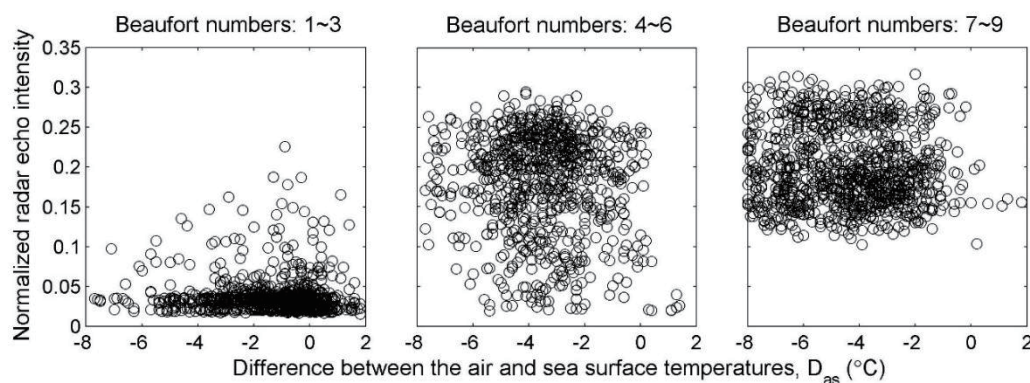 Beaufort numbers: 1~3 Beaufort numbers: 4~6 Beaufort numbers: 7~9
Normalized radar echo intensity
0.35
0.3
0.25
0.2
0.15
0.1
0.05
0
-8 -6 -4 -2 0 2 -8 -6 -4 -2 0 2 -8 -6 -4 -2 0 2
Difference between the air and sea surface temperatures, D_as (°C)